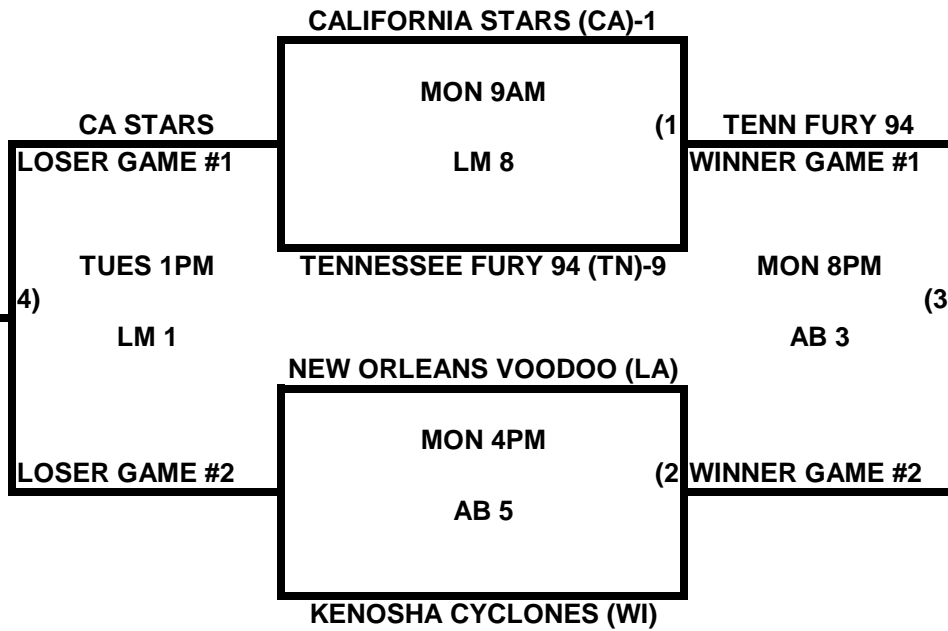 CALIFORNIA STARS (CA)-1
MON 9AM
CA STARS
(1
TENN FURY 94
LOSER GAME #1
LM 8
WINNER GAME #1
TUES 1PM
TENNESSEE FURY 94 (TN)-9
MON 8PM
4)
(3
LM 1
AB 3
NEW ORLEANS VOODOO (LA)
MON 4PM
LOSER GAME #2
(2
WINNER GAME #2
AB 5
KENOSHA CYCLONES (WI)